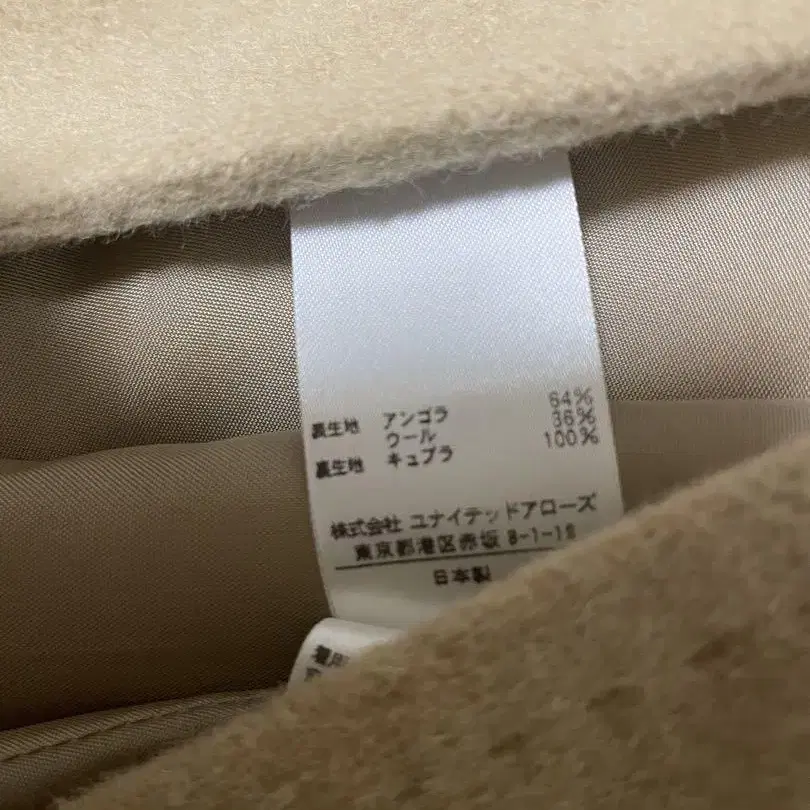 表生地 アンゴラ 64%
ウール 36%
裏生地 キュプラ 100%
株式会社 ユナイテッドアローズ
東京都港区赤坂 8-1-19
日本製
着用